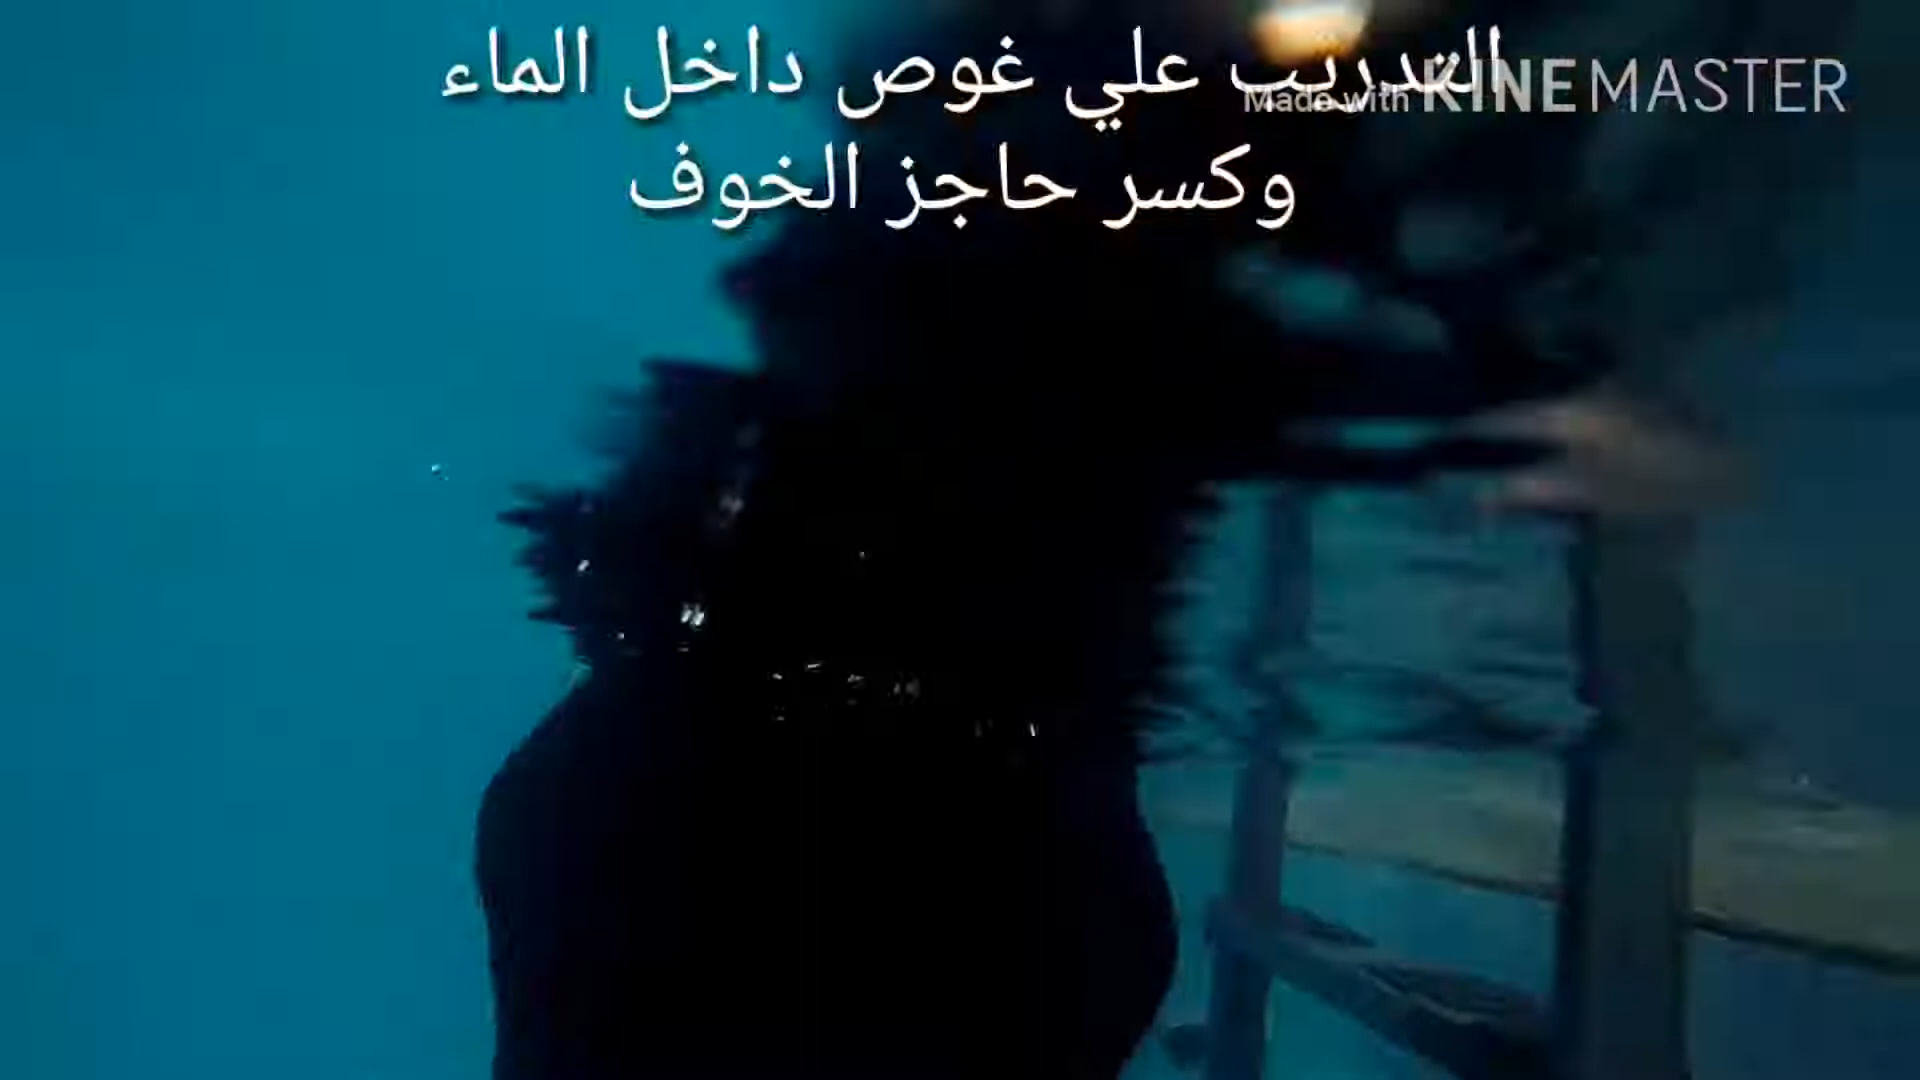 التدريب علي غوص داخل الماء
وكسر حاجز الخوف
Made with KINEMASTER